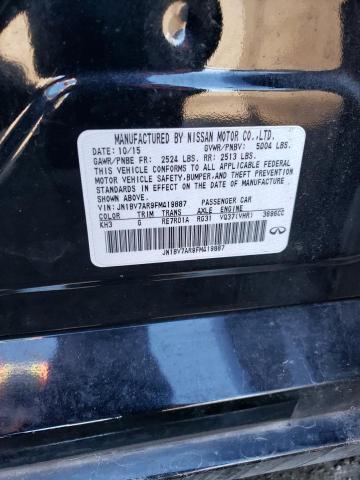 MANUFACTURED BY NISSAN MOTOR CO.,LTD.
DATE: 10/15 GVWR/PNBV: 5004 LBS.
GAWR/PNBE FR: 2524 LBS. RR: 2513 LBS.
THIS VEHICLE CONFORMS TO ALL APPLICABLE FEDERAL
MOTOR VEHICLE SAFETY,BUMPER,AND THEFT PREVENTION
STANDARDS IN EFFECT ON THE DATE OF MANUFACTURE
SHOWN ABOVE.
VIN: JN1BV7AR9FM419887 PASSENGER CAR
COLOR TRIM TRANS AXLE ENGINE
KH3 G RE7R01A RG31 VQ37(VHR) 3696CC
JN1BV7AR9FM419887